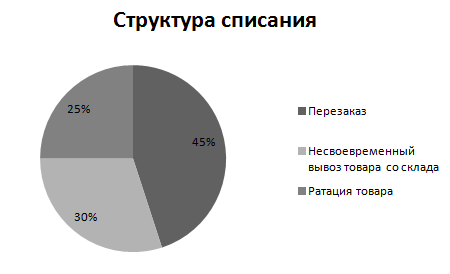 Структура списания
25%
45%
30%
Перезаказ
Несвоевременный
вывоз товара со склада
Ратация товара